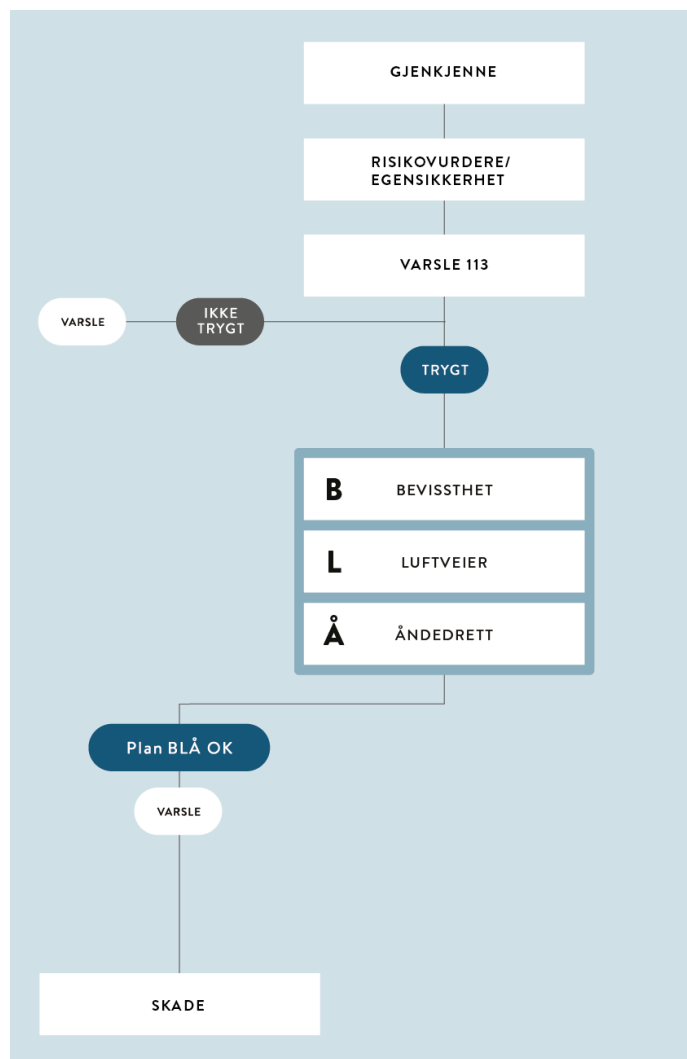 GJENKJENNE
RISIKOVURDERE/
EGENSIKKERHET
VARSLE 113
VARSLE
IKKE
TRYGT
TRYGT
B BEVISSTHET
L LUFTVEIER
Å ÅNDEDRETT
Plan BLÅ OK
VARSLE
SKADE